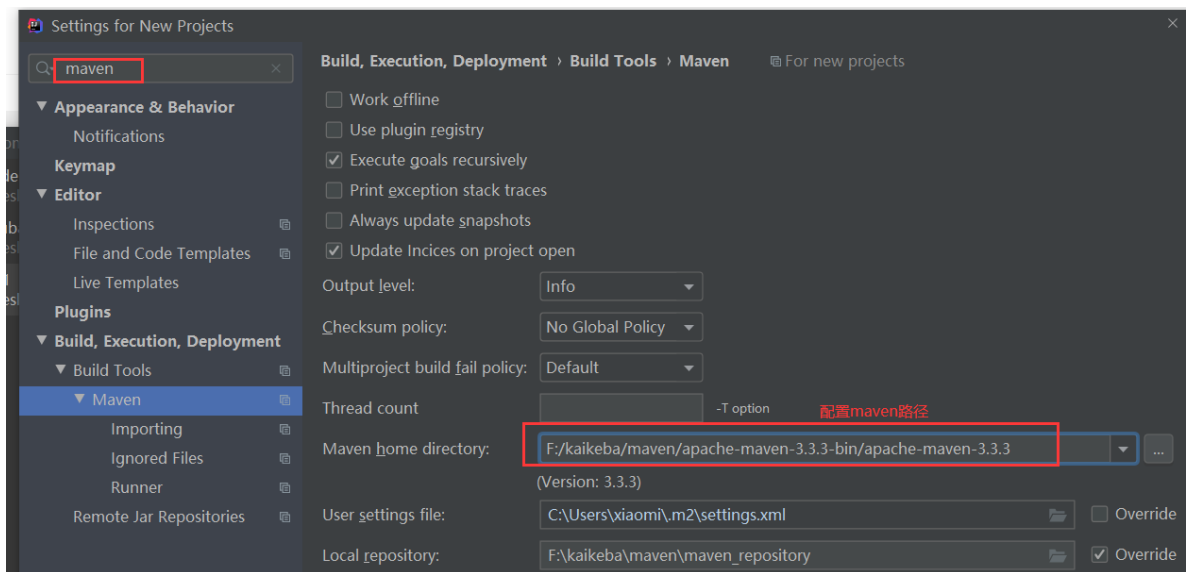 Settings for New Projects
maven
Appearance & Behavior
Notifications
Keymap
Editor
Inspections
File and Code Templates
Live Templates
Plugins
Build, Execution, Deployment
Build Tools
Maven
Importing
Ignored Files
Runner
Remote Jar Repositories
Build, Execution, Deployment › Build Tools › Maven For new projects
Work offline
Use plugin registry
Execute goals recursively
Print exception stack traces
Always update snapshots
Update Incices on project open
Output level: Info
Checksum policy: No Global Policy
Multiproject build fail policy: Default
Thread count -T option
配置maven路径
Maven home directory: F:/kaikeba/maven/apache-maven-3.3.3-bin/apache-maven-3.3.3 ...
(Version: 3.3.3)
User settings file: C:\Users\xiaomi\.m2\settings.xml Override
Local repository: F:\kaikeba\maven\maven_repository Override